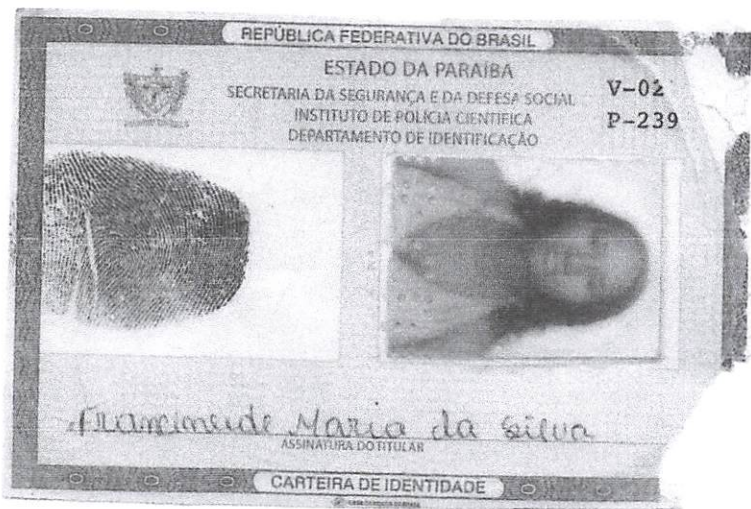 REPÚBLICA FEDERATIVA DO BRASIL
ESTADO DA PARAÍBA
SECRETARIA DA SEGURANÇA E DA DEFESA SOCIAL
INSTITUTO DE POLÍCIA CIENTÍFICA
DEPARTAMENTO DE IDENTIFICAÇÃO
V-02
P-239
Francineide Maria da Silva
ASSINATURA DO TITULAR
CARTEIRA DE IDENTIDADE